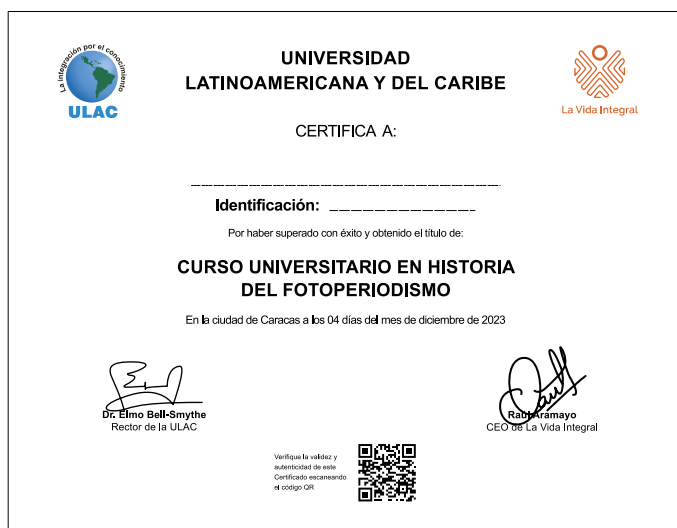 La integración por el conocimiento
ULAC
UNIVERSIDAD
LATINOAMERICANA Y DEL CARIBE
La Vida Integral
CERTIFICA A:
Identificación:
Por haber superado con éxito y obtenido el título de:
CURSO UNIVERSITARIO EN HISTORIA
DEL FOTOPERIODISMO
En la ciudad de Caracas a los 04 días del mes de diciembre de 2023
Dr. Elmo Bell-Smythe
Rector de la ULAC
Raúl Aramayo
CEO de La Vida Integral
Verifique la validez y
autenticidad de este
Certificado escaneando
el código QR